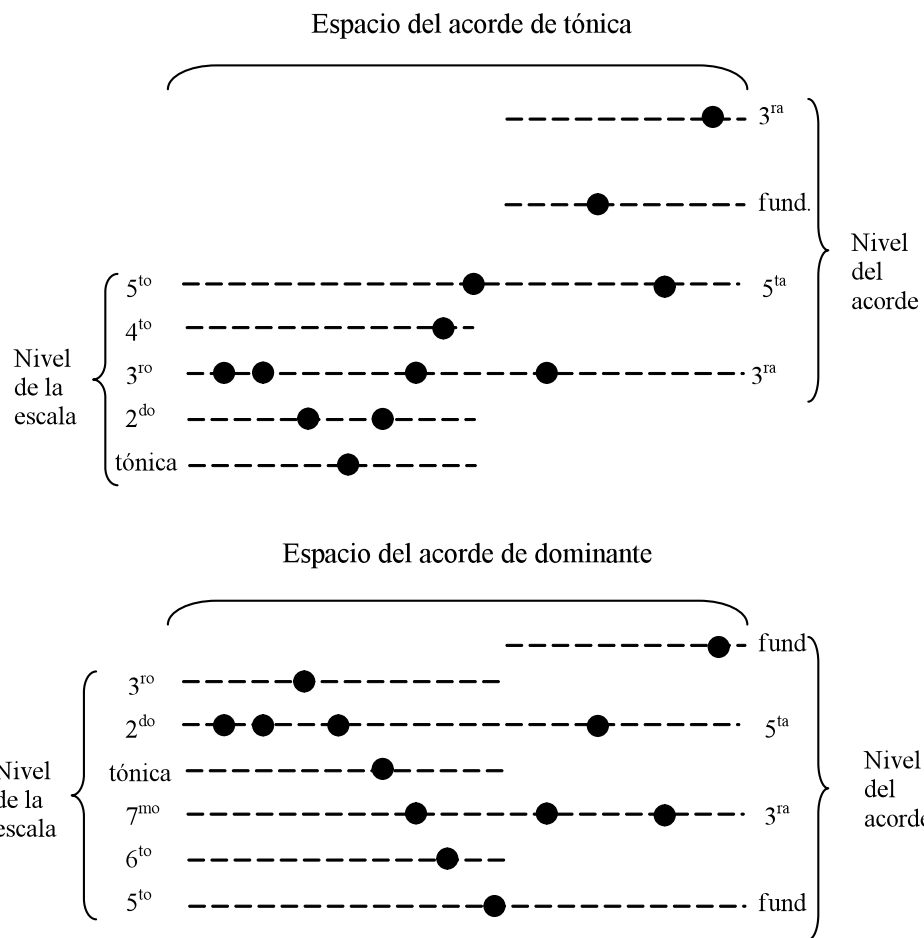 Espacio del acorde de tónica
3ra
fund.
5to
5ta
4to
3ro
3ra
2do
tónica
Nivel
de la
escala
Nivel
del
acorde
Espacio del acorde de dominante
fund
3ro
2do
5ta
tónica
7mo
3ra
6to
5to
fund
Nivel
de la
escala
Nivel
del
acorde